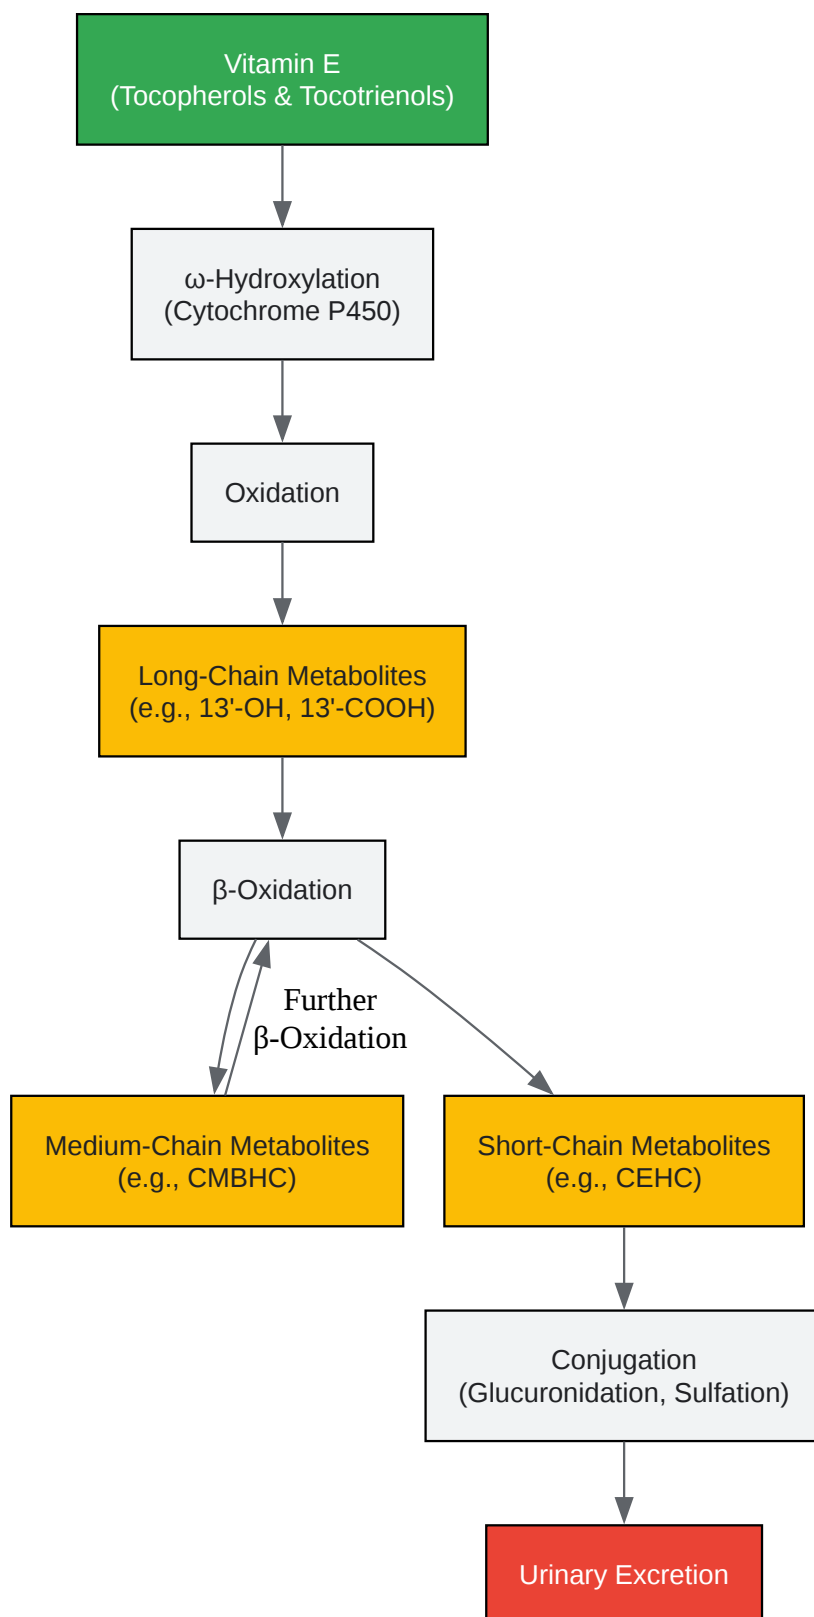 Vitamin E
(Tocopherols & Tocotrienols)
ω-Hydroxylation
(Cytochrome P450)
Oxidation
Long-Chain Metabolites
(e.g., 13'-OH, 13'-COOH)
β-Oxidation
Further
β-Oxidation
Medium-Chain Metabolites
(e.g., CMBHC)
Short-Chain Metabolites
(e.g., CEHC)
Conjugation
(Glucuronidation, Sulfation)
Urinary Excretion